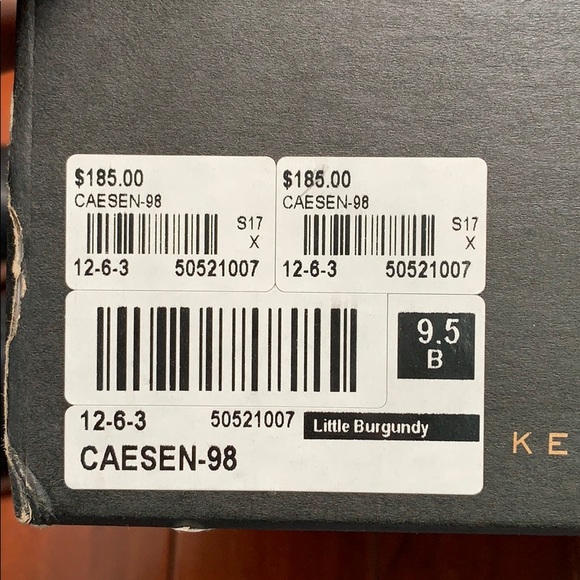 $185.00
CAESEN-98
S17
X
12-6-3 50521007
$185.00
CAESEN-98
S17
X
12-6-3 50521007
9.5
B
12-6-3 50521007 Little Burgundy
CAESEN-98
KE